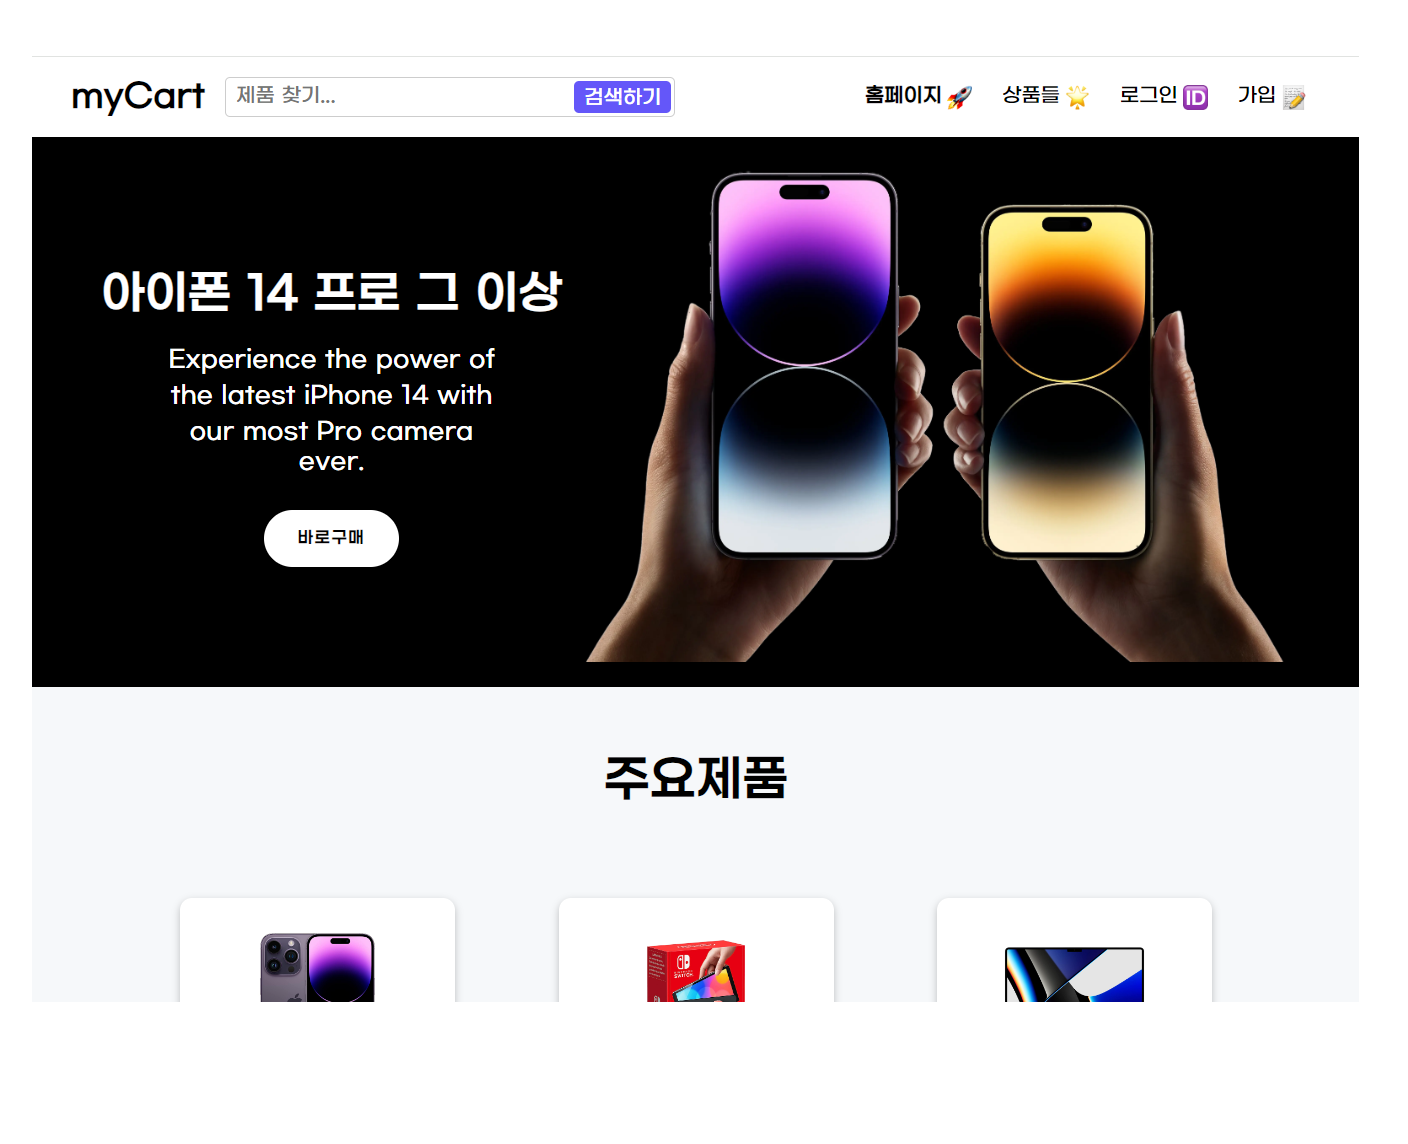 myCart
제품 찾기...
검색하기
홈페이지 🚀
상품들 🌟
로그인 🆔
가입 📝
아이폰 14 프로 그 이상
Experience the power of
the latest iPhone 14 with
our most Pro camera
ever.
바로구매
주요제품
SWITCH